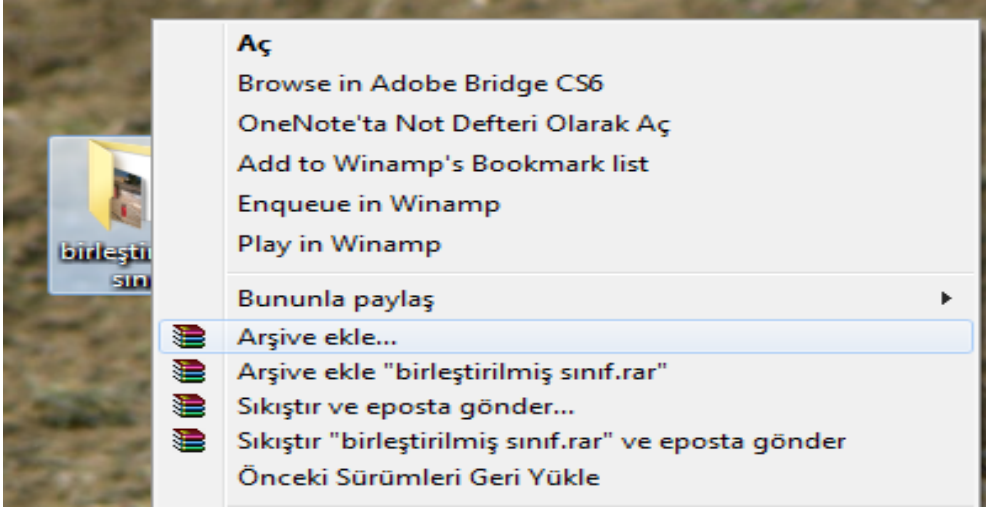 Aç
Browse in Adobe Bridge CS6
OneNote'ta Not Defteri Olarak Aç
Add to Winamp's Bookmark list
Enqueue in Winamp
Play in Winamp
Bununla paylaş
Arşive ekle...
Arşive ekle "birleştirilmiş sınıf.rar"
Sıkıştır ve eposta gönder...
Sıkıştır "birleştirilmiş sınıf.rar" ve eposta gönder
Önceki Sürümleri Geri Yükle